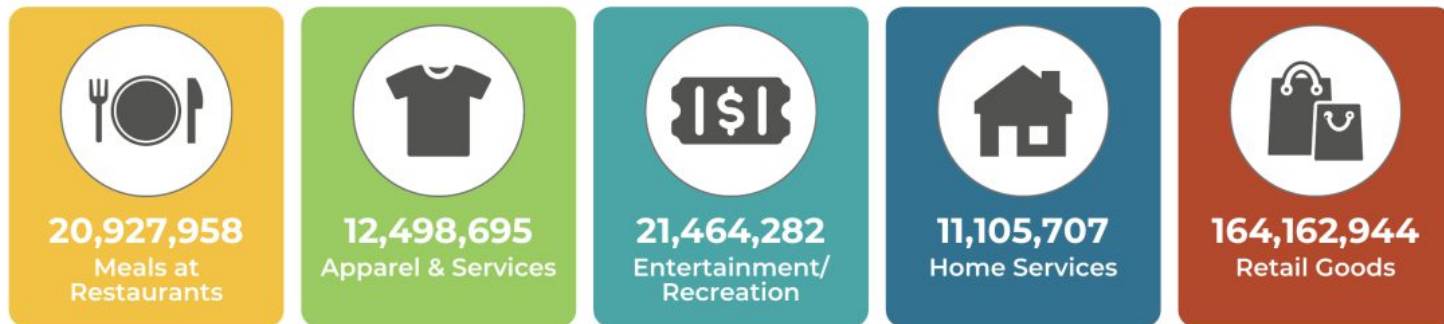 20,927,958
Meals at
Restaurants
12,498,695
Apparel & Services
$
21,464,282
Entertainment/
Recreation
11,105,707
Home Services
164,162,944
Retail Goods